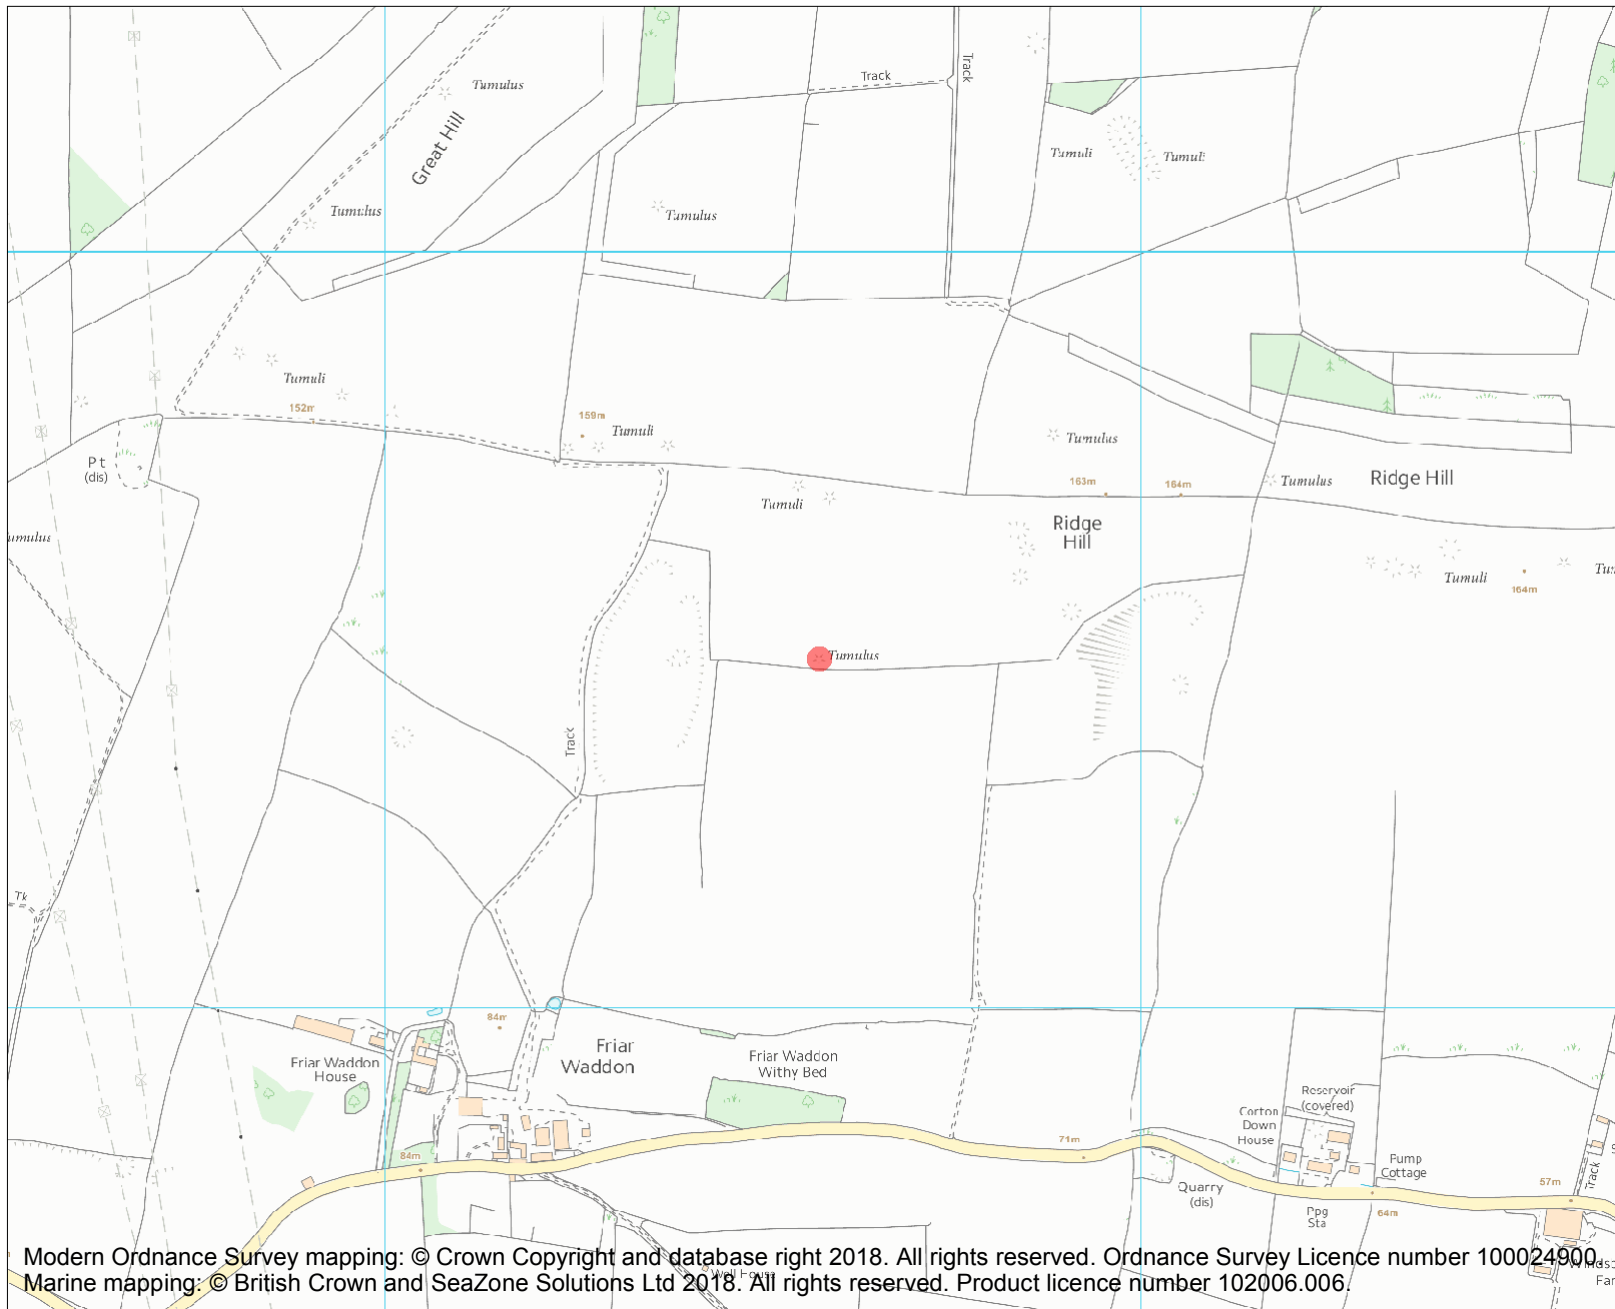 Track
Track
Tumulus
Great Hill
Tumuli
Tumulus
Tumulus
Tumuli
152m
159m
Tumuli
Tumulus
163m
164m
Tumulus
Ridge Hill
(dis)
Tumuli
Ridge
Hill
umulus
Tumuli
164m
Tumulus
Track
Tk
84m
Friar
Waddon
Friar Waddon
House
Friar Waddon
Withy Bed
Reservoir
(covered)
Corton
Down
House
71m
84m
Pump
Cottage
Quarry
(dis)
57m
Track
Ppg
Sta
64m
Modern Ordnance Survey mapping: © Crown Copyright and database right 2018. All rights reserved. Ordnance Survey Licence number 100024900.
Marine mapping: © British Crown and SeaZone Solutions Ltd 2018. All rights reserved. Product licence number 102006.006.
Well House